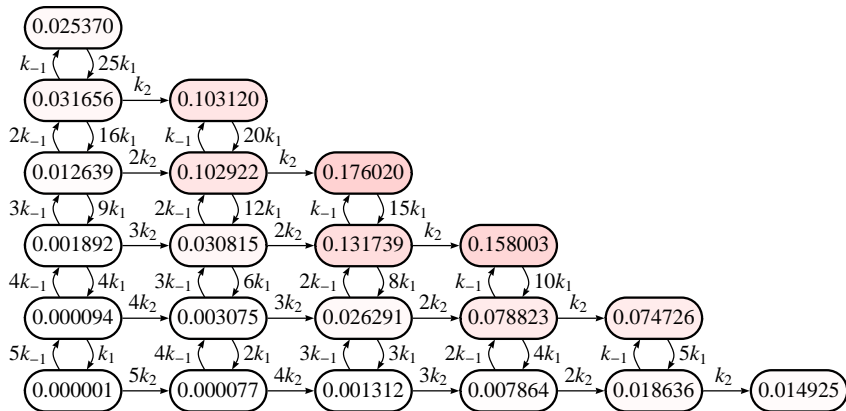 0.025370
k₋₁ 25k₁
k₂
0.031656 0.103120
2k₋₁ 16k₁ k₋₁ 20k₁
2k₂ k₂
0.012639 0.102922 0.176020
3k₋₁ 9k₁ 2k₋₁ 12k₁ k₋₁ 15k₁
3k₂ 2k₂ k₂
0.001892 0.030815 0.131739 0.158003
4k₋₁ 4k₁ 3k₋₁ 6k₁ 2k₋₁ 8k₁ k₋₁ 10k₁
4k₂ 3k₂ 2k₂ k₂
0.000094 0.003075 0.026291 0.078823 0.074726
5k₋₁ k₁ 4k₋₁ 2k₁ 3k₋₁ 3k₁ 2k₋₁ 4k₁ k₋₁ 5k₁
5k₂ 4k₂ 3k₂ 2k₂ k₂
0.000001 0.000077 0.001312 0.007864 0.018636 0.014925